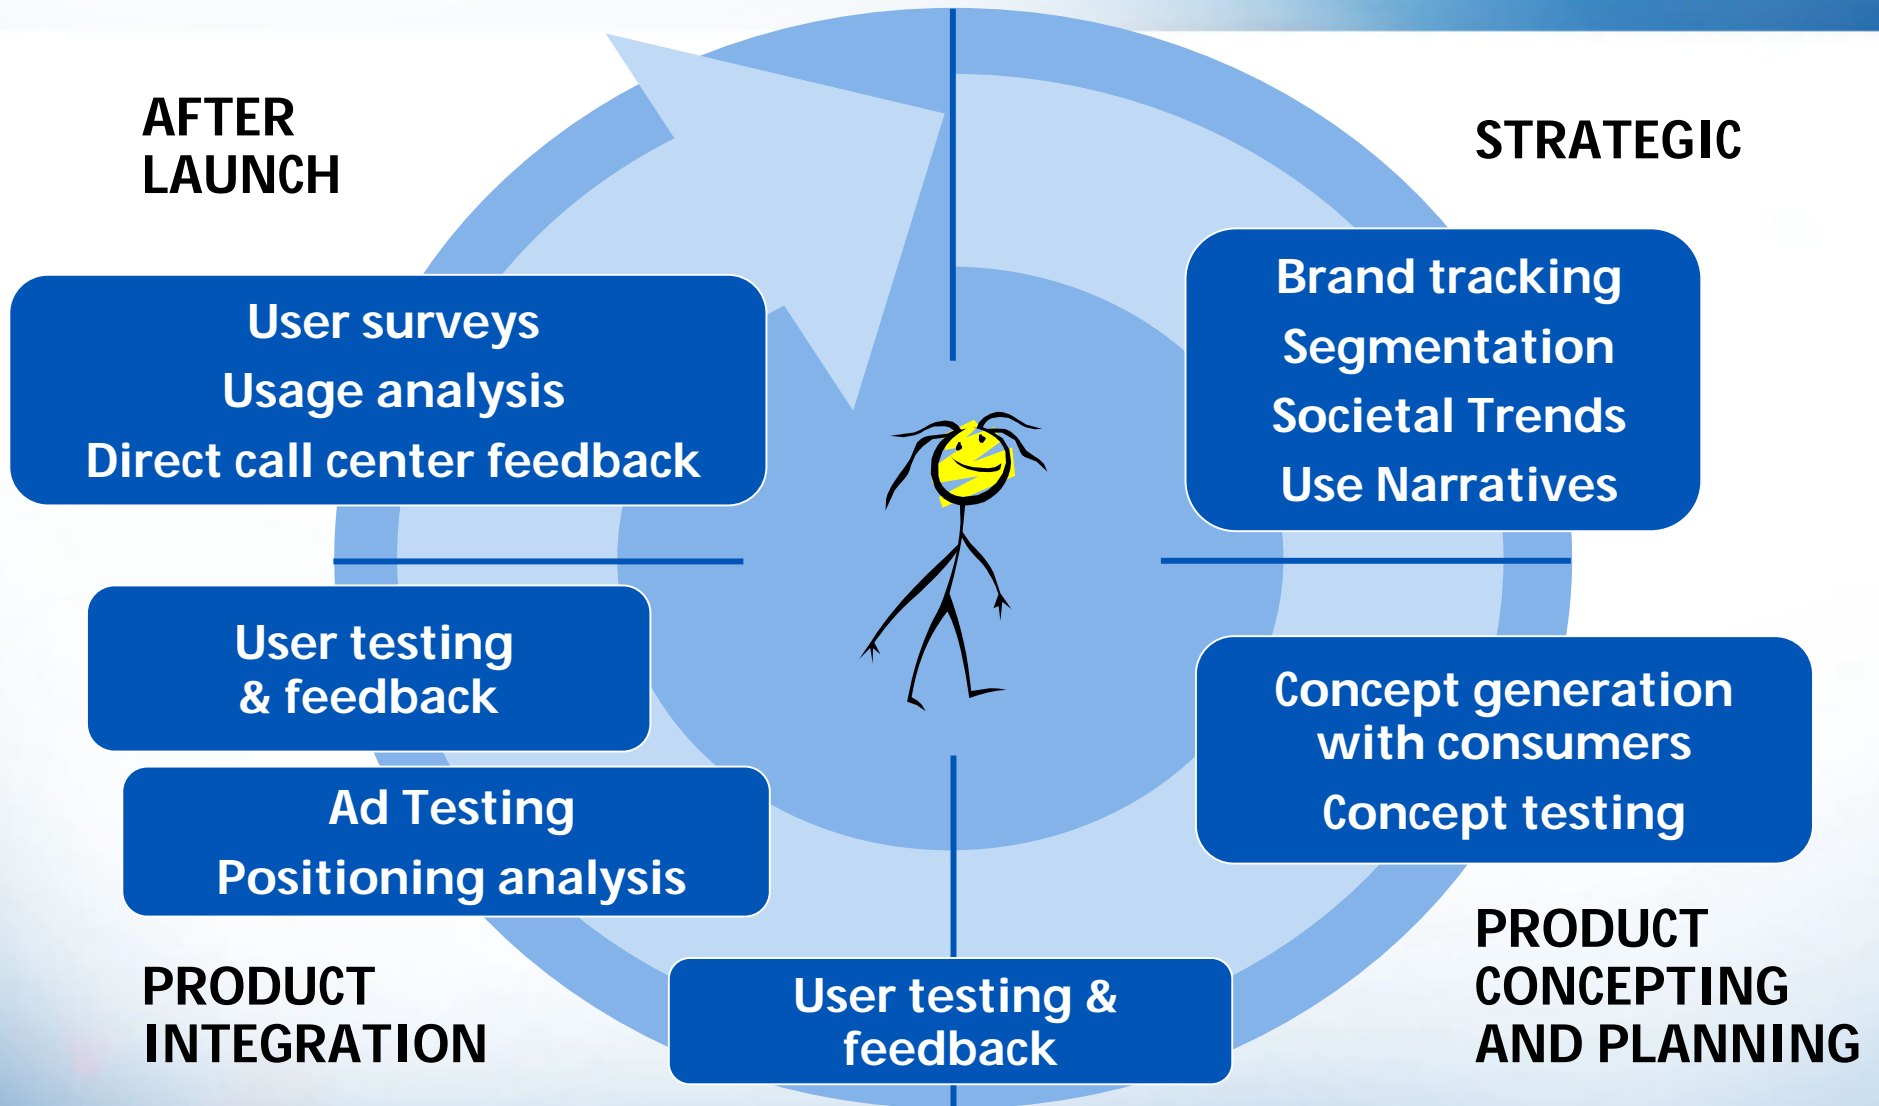 AFTER
LAUNCH
STRATEGIC
User surveys
Usage analysis
Direct call center feedback
Brand tracking
Segmentation
Societal Trends
Use Narratives
User testing
& feedback
Concept generation
with consumers
Concept testing
Ad Testing
Positioning analysis
PRODUCT
INTEGRATION
User testing &
feedback
PRODUCT
CONCEPTING
AND PLANNING